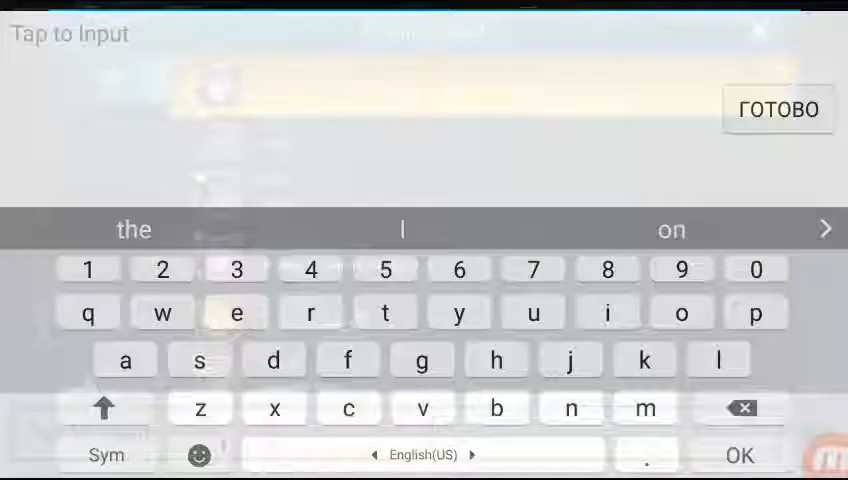 Tap to Input
ГОТОВО
the I on
1 2 3 4 5 6 7 8 9 0
q w e r t y u i o p
a s d f g h j k l
z x c v b n m
Sym English(US) . OK